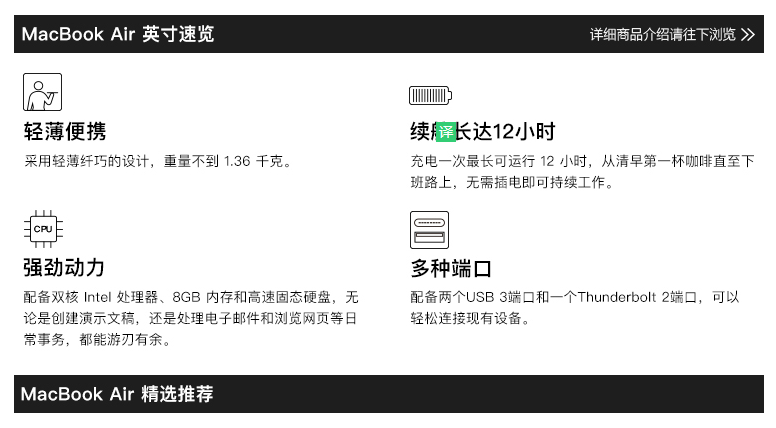 MacBook Air 英寸速览
详细商品介绍请往下浏览
轻薄便携
采用轻薄纤巧的设计，重量不到 1.36 千克。
续 译 长达12小时
充电一次最长可运行 12 小时，从清早第一杯咖啡直至下
班路上，无需插电即可持续工作。
CPU
强劲动力
配备双核 Intel 处理器、8GB 内存和高速固态硬盘，无
论是创建演示文稿，还是处理电子邮件和浏览网页等日
常事务，都能游刃有余。
多种端口
配备两个USB 3端口和一个Thunderbolt 2端口，可以
轻松连接现有设备。
MacBook Air 精选推荐